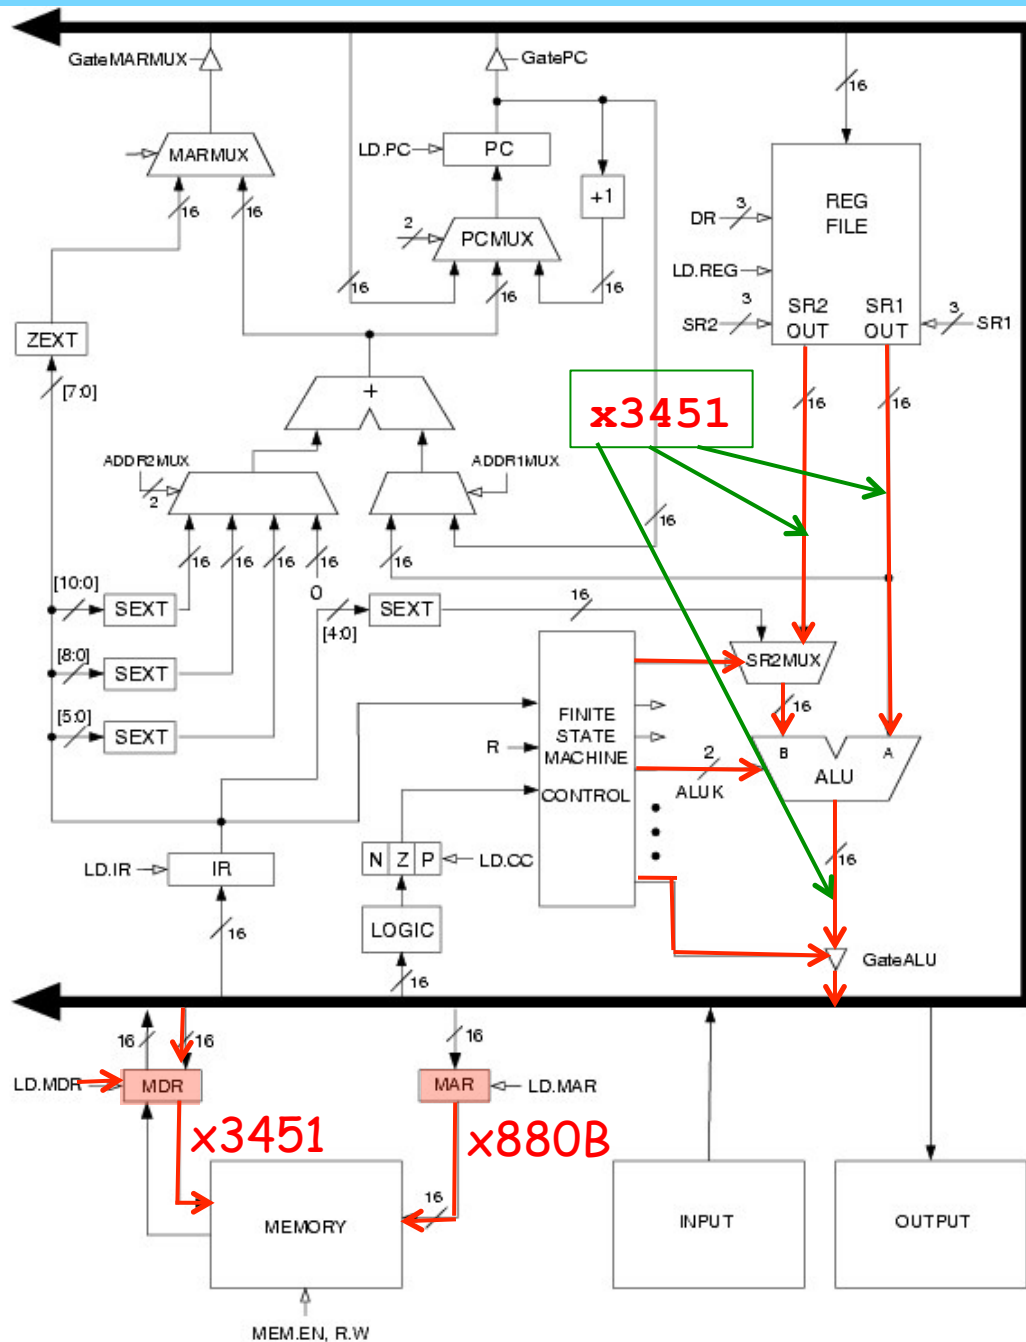 GateMARMUX
GatePC
16
MARMUX
LD.PC
PC
16
16
+1
2
PCMUX
16
16
16
REG
FILE
DR
3
LD.REG
SR2
3
SR2
OUT
SR1
OUT
3
SR1
ZEXT
[7:0]
+
16
16
x3451
ADDR2MUX
2
ADDR1MUX
16
16
16
16
16
16
0
[10:0]
SEXT
[4:0]
SEXT
16
[8:0]
SEXT
SR2MUX
[5:0]
SEXT
16
FINITE
STATE
MACHINE
CONTROL
R
2
ALUK
B
A
ALU
16
LD.IR
IR
N Z P
LD.CC
LOGIC
16
16
GateALU
16
16
16
LD.MDR
MDR
MAR
LD.MAR
x3451
x880B
16
MEMORY
INPUT
OUTPUT
MEM.EN, R.W